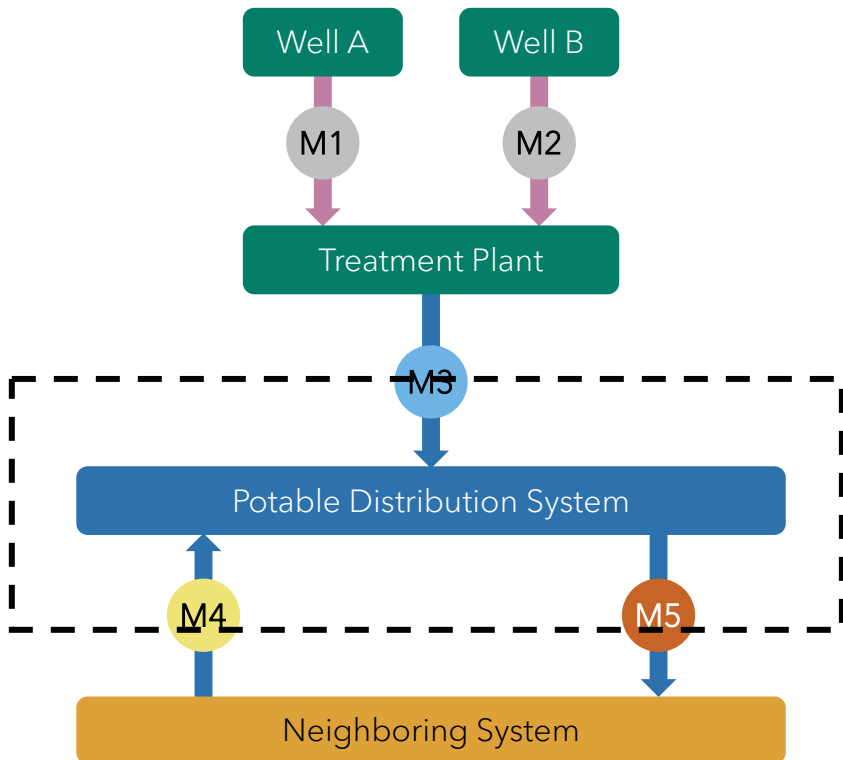 Well A
Well B
M1
M2
Treatment Plant
M3
Potable Distribution System
M4
M5
Neighboring System